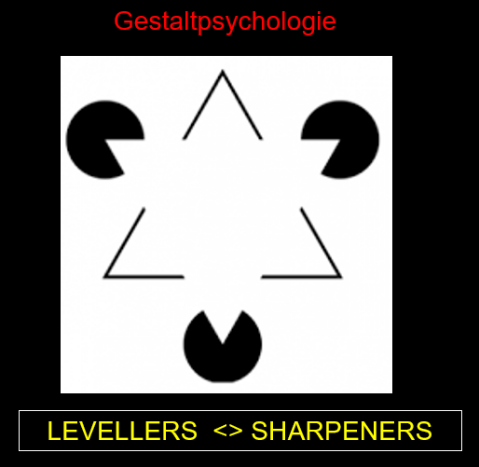 Gestaltpsychologie
LEVELLERS <> SHARPENERS